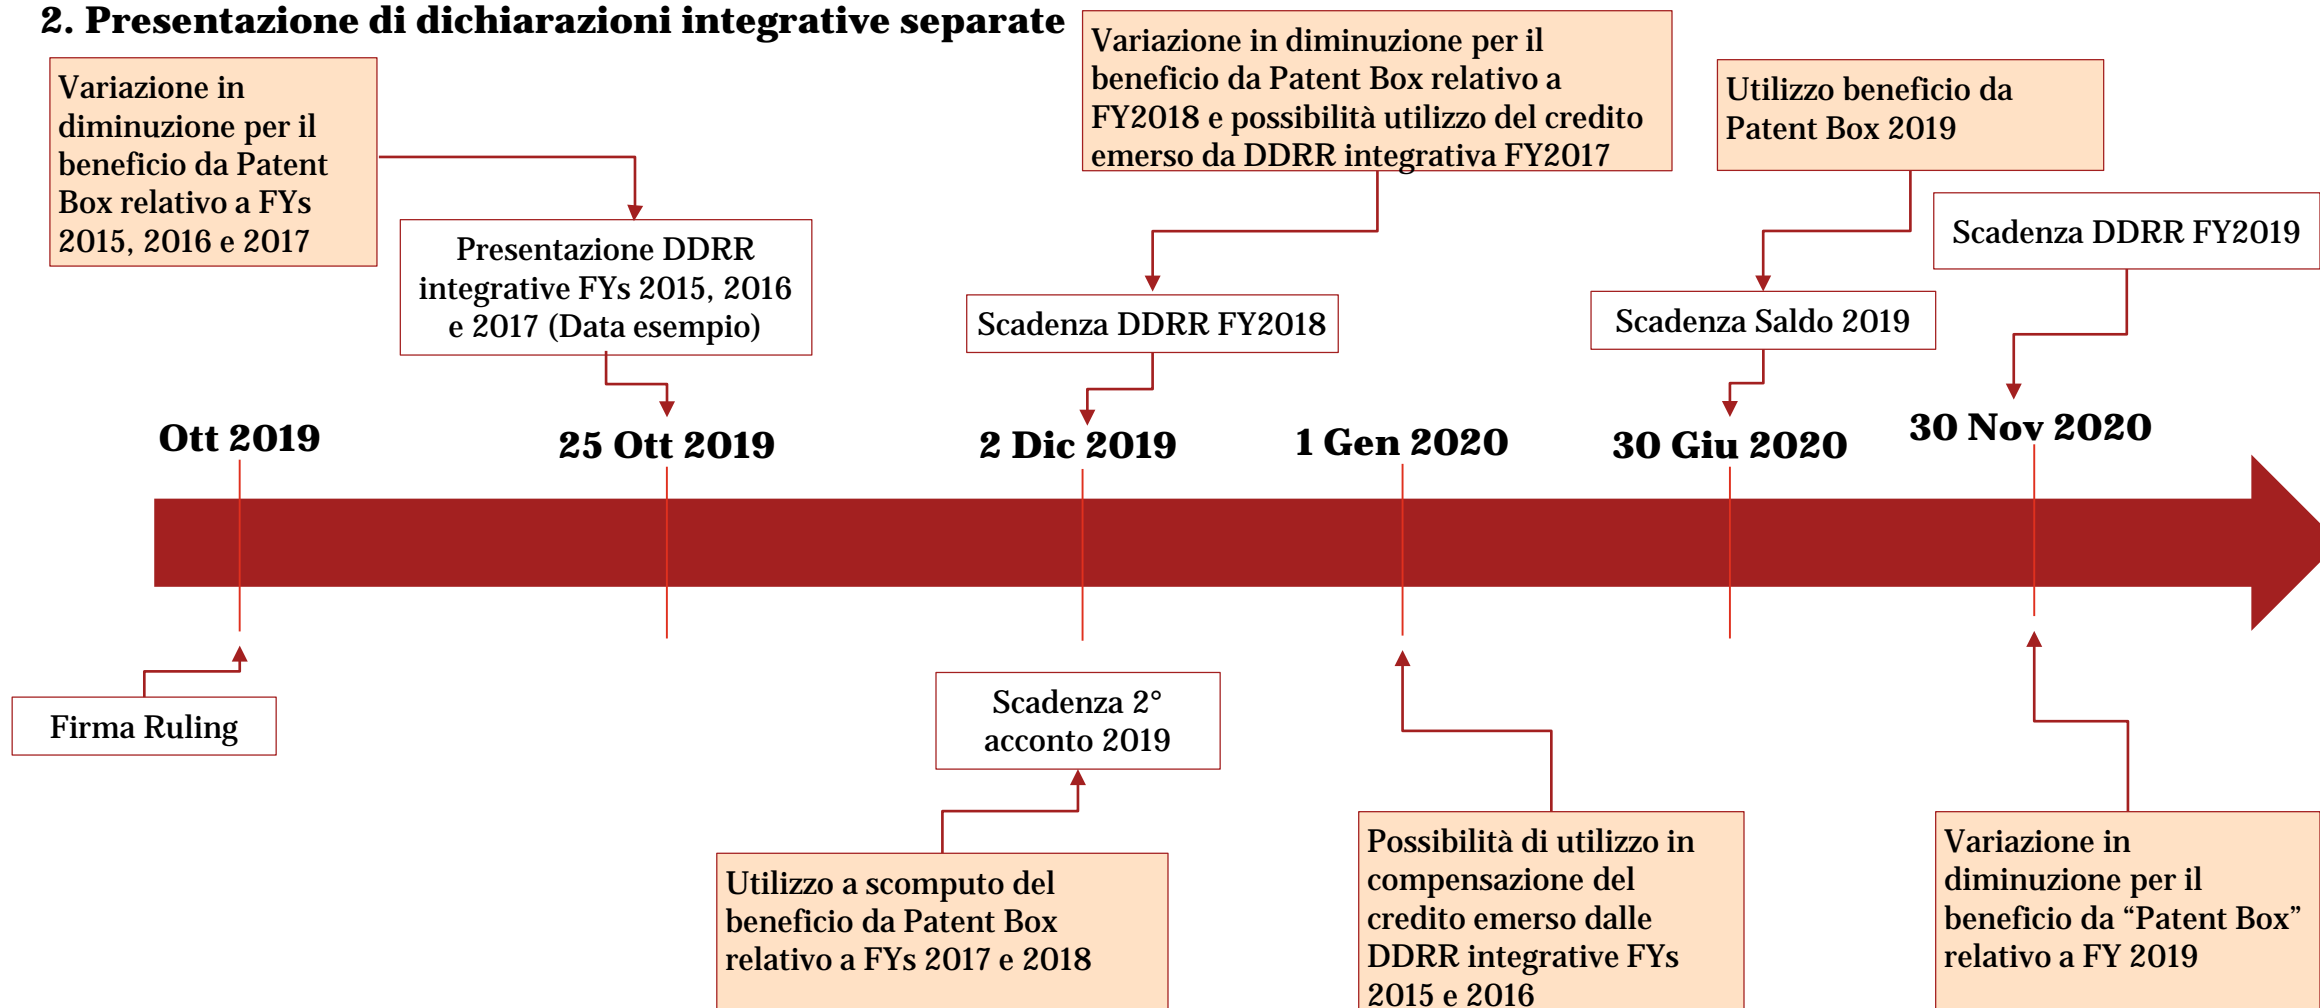 2. Presentazione di dichiarazioni integrative separate
Variazione in
diminuzione per il
beneficio da Patent
Box relativo a FYs
2015, 2016 e 2017
Presentazione DDRR
integrative FYs 2015, 2016
e 2017 (Data esempio)
Variazione in diminuzione per il
beneficio da Patent Box relativo a
FY2018 e possibilità utilizzo del credito
emerso da DDRR integrativa FY2017
Scadenza DDRR FY2018
Utilizzo beneficio da
Patent Box 2019
Scadenza Saldo 2019
Scadenza DDRR FY2019
Ott 2019
25 Ott 2019
2 Dic 2019
1 Gen 2020
30 Giu 2020
30 Nov 2020
Firma Ruling
Scadenza 2°
acconto 2019
Utilizzo a scomputo del
beneficio da Patent Box
relativo a FYs 2017 e 2018
Possibilità di utilizzo in
compensazione del
credito emerso dalle
DDRR integrative FYs
2015 e 2016
Variazione in
diminuzione per il
beneficio da “Patent Box”
relativo a FY 2019